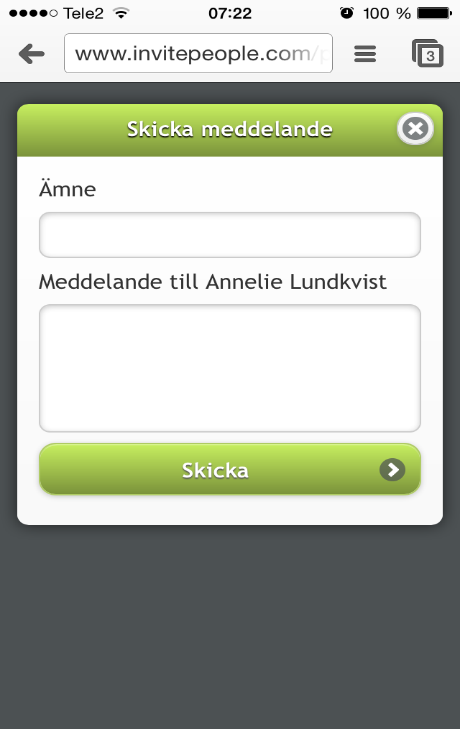 Tele2 07:22 100 %
www.invitepeople.com/p
3
Skicka meddelande
Ämne
Meddelande till Annelie Lundkvist
Skicka